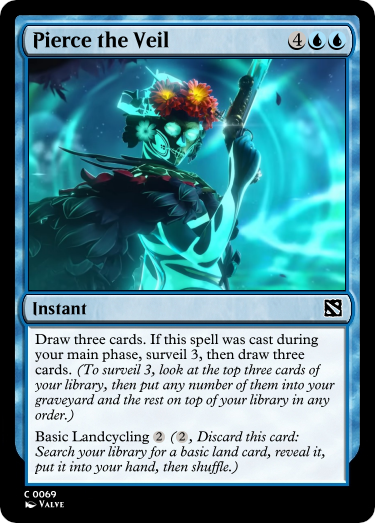 Pierce the Veil 4
Instant
Draw three cards. If this spell was cast during
your main phase, surveil 3, then draw three
cards. (To surveil 3, look at the top three cards of
your library, then put any number of them into your
graveyard and the rest on top of your library in any
order.)
Basic Landcycling 2 (2, Discard this card:
Search your library for a basic land card, reveal it,
put it into your hand, then shuffle.)
C 0069
Valve